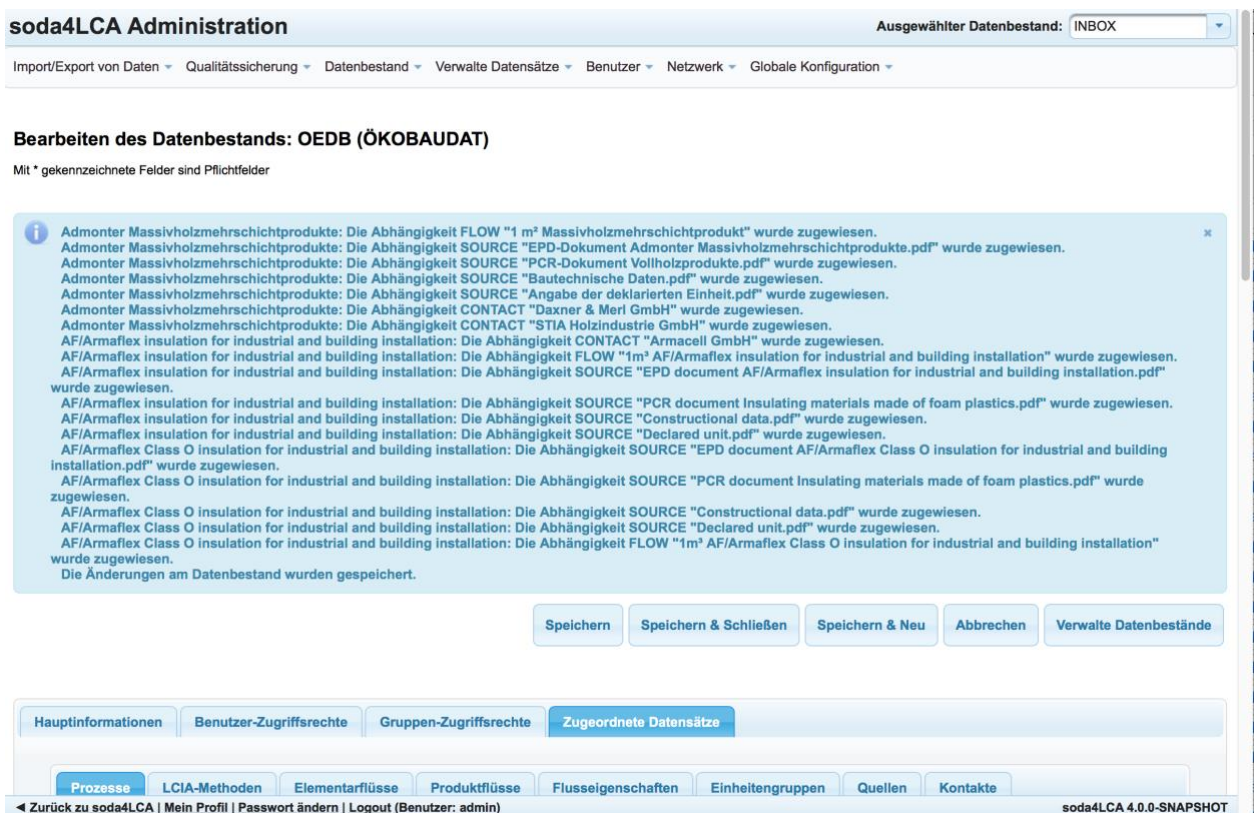 soda4LCA Administration
Ausgewählter Datenbestand: INBOX
Import/Export von Daten Qualitätssicherung Datenbestand Verwalte Datensätze Benutzer Netzwerk Globale Konfiguration
Bearbeiten des Datenbestands: OEDB (ÖKOBAUDAT)
Mit * gekennzeichnete Felder sind Pflichtfelder
Admonter Massivholzmehrschichtprodukte: Die Abhängigkeit FLOW "1 m² Massivholzmehrschichtprodukt" wurde zugewiesen.
Admonter Massivholzmehrschichtprodukte: Die Abhängigkeit SOURCE "EPD-Dokument Admonter Massivholzmehrschichtprodukte.pdf" wurde zugewiesen.
Admonter Massivholzmehrschichtprodukte: Die Abhängigkeit SOURCE "PCR-Dokument Vollholzprodukte.pdf" wurde zugewiesen.
Admonter Massivholzmehrschichtprodukte: Die Abhängigkeit SOURCE "Bautechnische Daten.pdf" wurde zugewiesen.
Admonter Massivholzmehrschichtprodukte: Die Abhängigkeit SOURCE "Angabe der deklarierten Einheit.pdf" wurde zugewiesen.
Admonter Massivholzmehrschichtprodukte: Die Abhängigkeit CONTACT "Daxner & Merl GmbH" wurde zugewiesen.
Admonter Massivholzmehrschichtprodukte: Die Abhängigkeit CONTACT "STIA Holzindustrie GmbH" wurde zugewiesen.
AF/Armaflex insulation for industrial and building installation: Die Abhängigkeit CONTACT "Armacell GmbH" wurde zugewiesen.
AF/Armaflex insulation for industrial and building installation: Die Abhängigkeit FLOW "1m³ AF/Armaflex insulation for industrial and building installation" wurde zugewiesen.
AF/Armaflex insulation for industrial and building installation: Die Abhängigkeit SOURCE "EPD document AF/Armaflex insulation for industrial and building installation.pdf"
wurde zugewiesen.
AF/Armaflex insulation for industrial and building installation: Die Abhängigkeit SOURCE "PCR document Insulating materials made of foam plastics.pdf" wurde zugewiesen.
AF/Armaflex insulation for industrial and building installation: Die Abhängigkeit SOURCE "Constructional data.pdf" wurde zugewiesen.
AF/Armaflex insulation for industrial and building installation: Die Abhängigkeit SOURCE "Declared unit.pdf" wurde zugewiesen.
AF/Armaflex Class O insulation for industrial and building installation: Die Abhängigkeit SOURCE "EPD document AF/Armaflex Class O insulation for industrial and building
installation.pdf" wurde zugewiesen.
AF/Armaflex Class O insulation for industrial and building installation: Die Abhängigkeit SOURCE "PCR document Insulating materials made of foam plastics.pdf" wurde
zugewiesen.
AF/Armaflex Class O insulation for industrial and building installation: Die Abhängigkeit SOURCE "Constructional data.pdf" wurde zugewiesen.
AF/Armaflex Class O insulation for industrial and building installation: Die Abhängigkeit SOURCE "Declared unit.pdf" wurde zugewiesen.
AF/Armaflex Class O insulation for industrial and building installation: Die Abhängigkeit FLOW "1m³ AF/Armaflex Class O insulation for industrial and building installation"
wurde zugewiesen.
Die Änderungen am Datenbestand wurden gespeichert.
Speichern Speichern & Schließen Speichern & Neu Abbrechen Verwalte Datenbestände
Hauptinformationen Benutzer-Zugriffsrechte Gruppen-Zugriffsrechte Zugeordnete Datensätze
Prozesse LCIA-Methoden Elementarflüsse Produktflüsse Flusseigenschaften Einheitengruppen Quellen Kontakte
◄ Zurück zu soda4LCA | Mein Profil | Passwort ändern | Logout (Benutzer: admin)
soda4LCA 4.0.0-SNAPSHOT